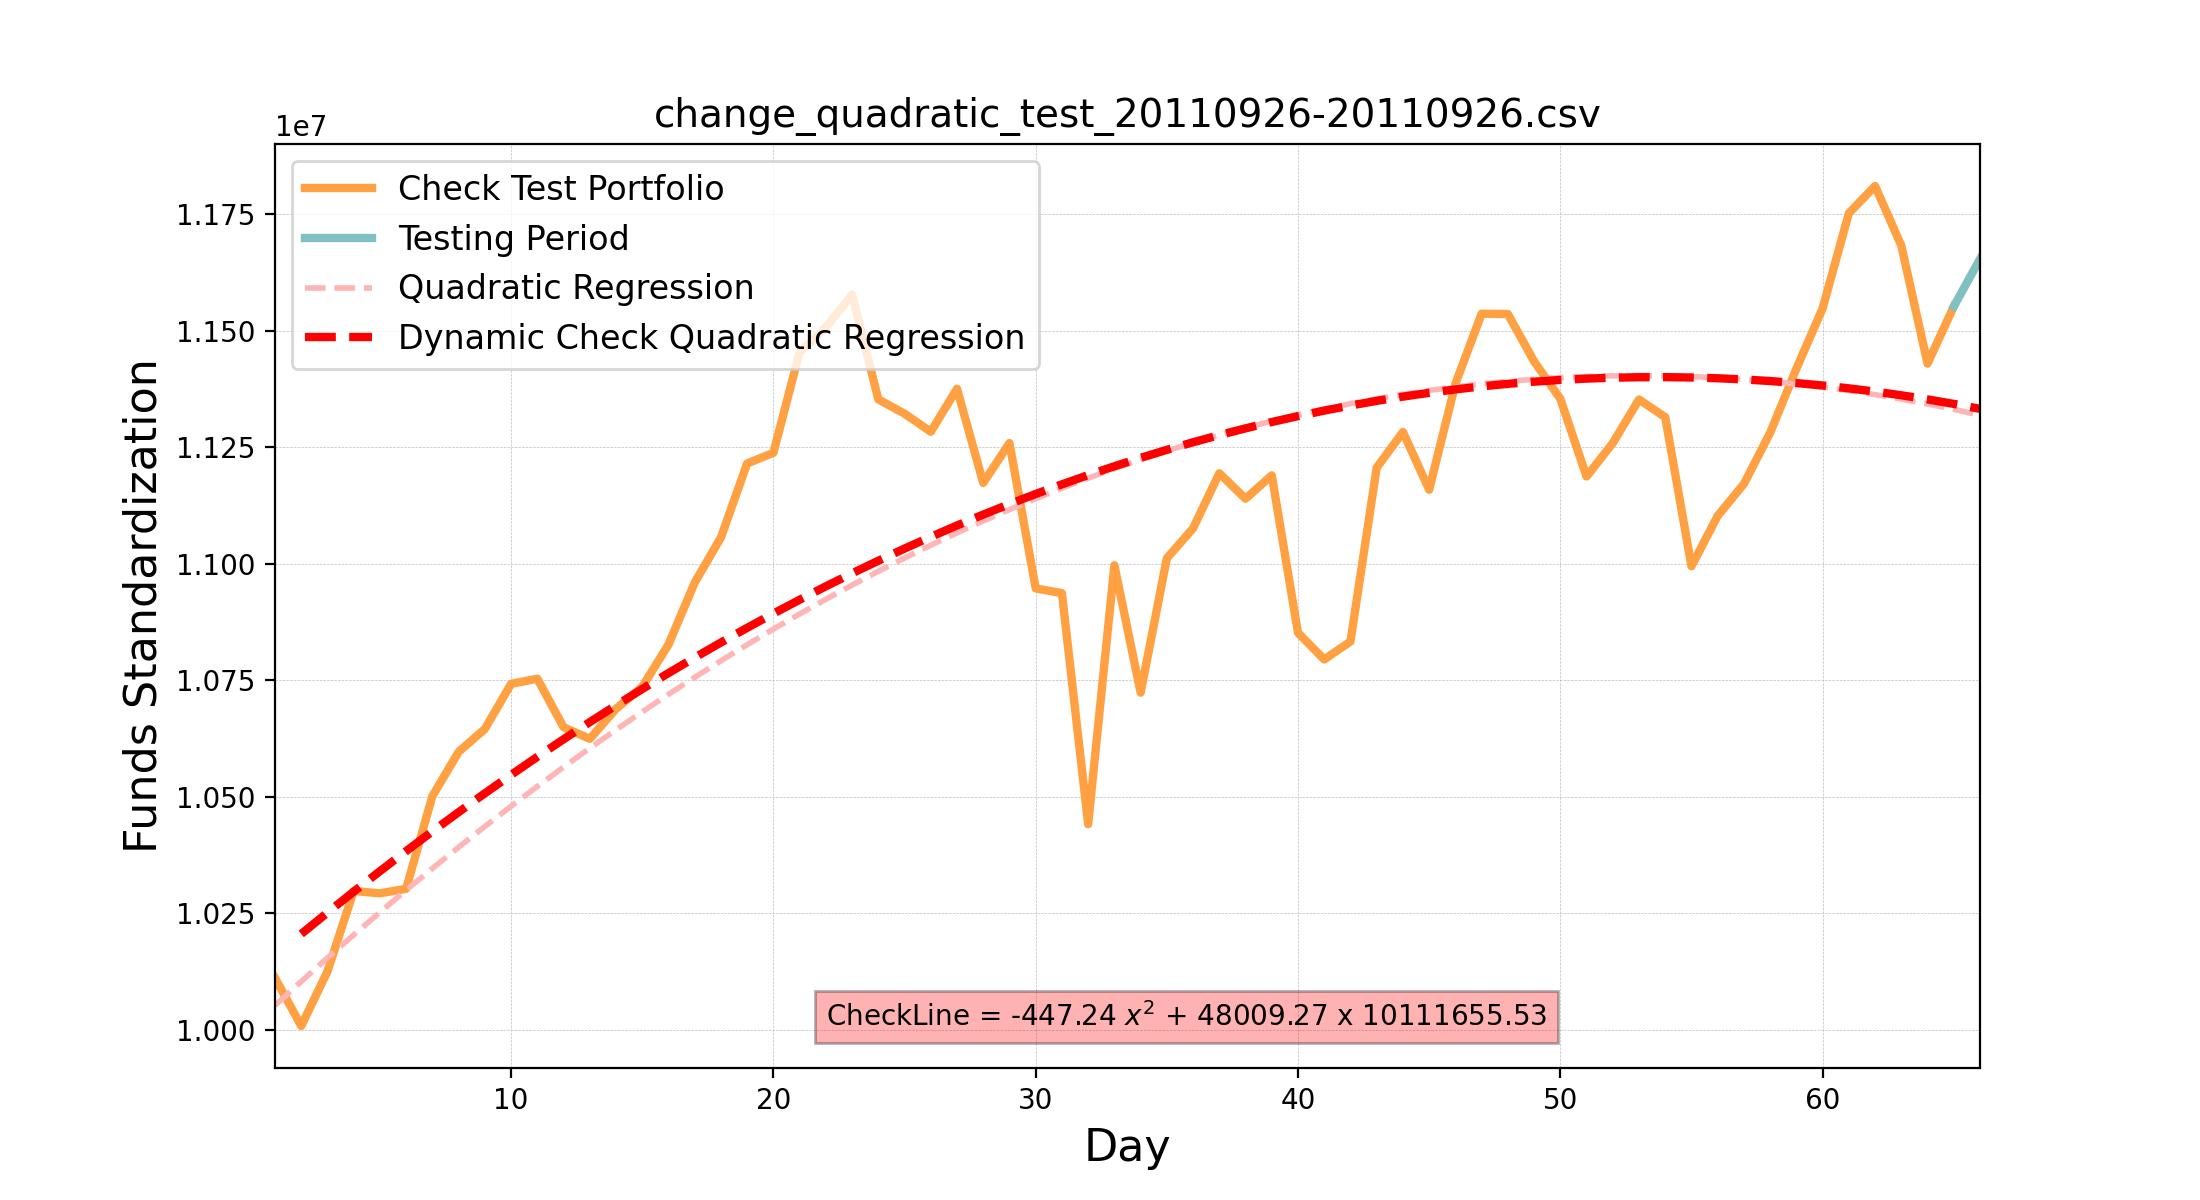 change_quadratic_test_20110926-20110926.csv
1e7
Check Test Portfolio
Testing Period
Quadratic Regression
Dynamic Check Quadratic Regression
1.175
1.150
1.125
1.100
1.075
1.050
1.025
1.000
Funds Standardization
CheckLine = -447.24 x² + 48009.27 x 10111655.53
10 20 30 40 50 60
Day